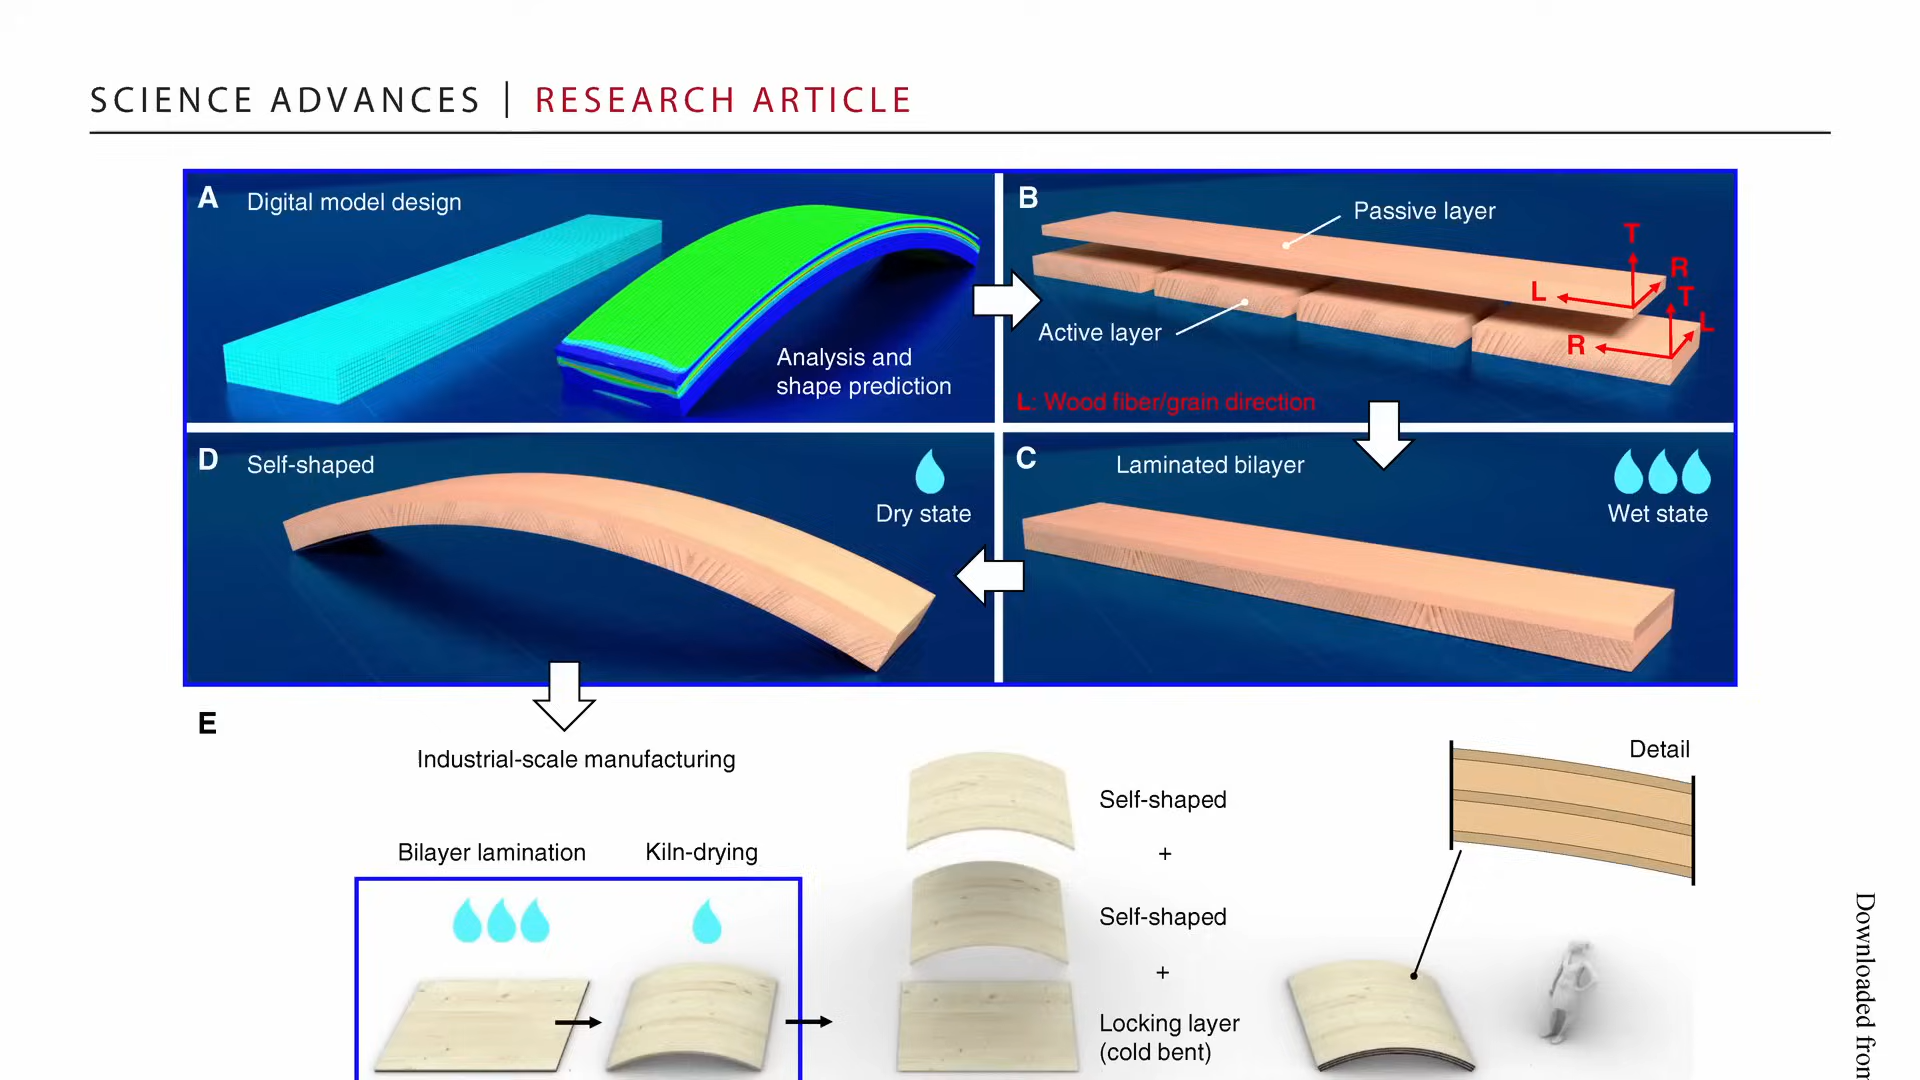 SCIENCE ADVANCES | RESEARCH ARTICLE
A
Digital model design
Analysis and
shape prediction
B
Passive layer
Active layer
T
R
L
T
L
R
L: Wood fiber/grain direction
D
Self-shaped
Dry state
C
Laminated bilayer
Wet state
E
Industrial-scale manufacturing
Bilayer lamination
Kiln-drying
Self-shaped
+
Self-shaped
+
Locking layer
(cold bent)
Detail
Downloaded from